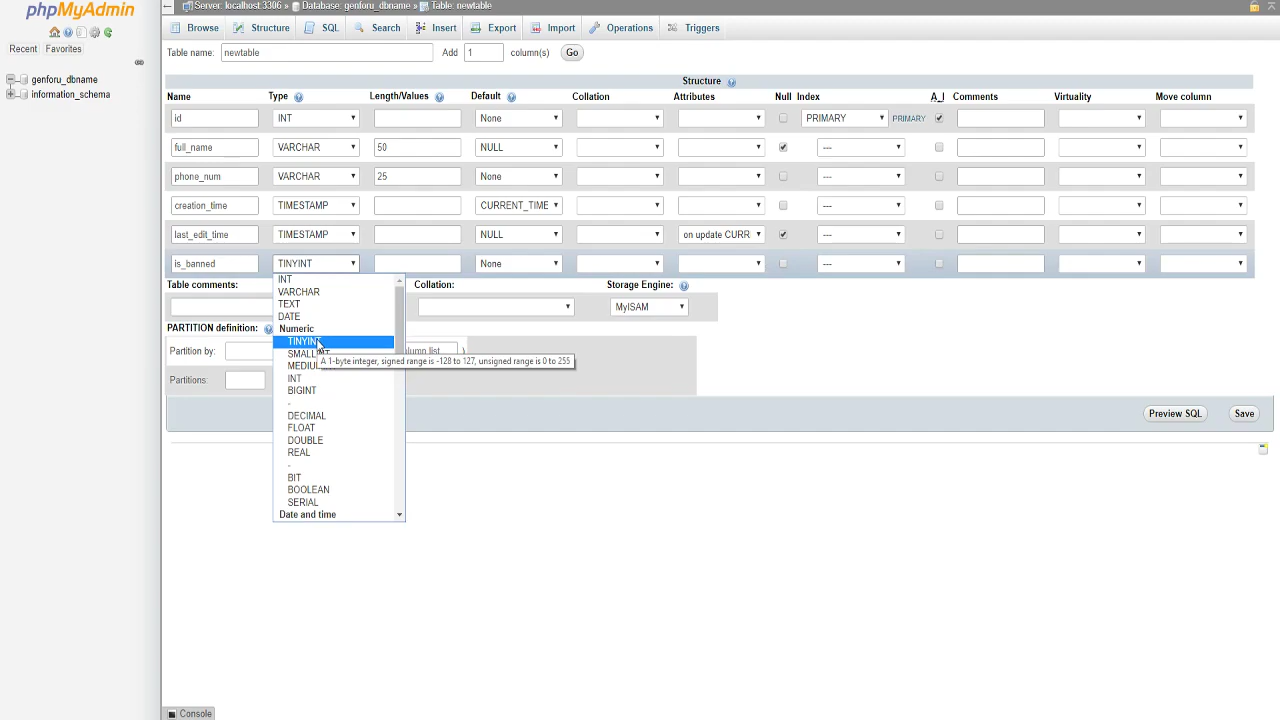 phpMyAdmin
Recent Favorites
genforu_dbname
information_schema
Server: localhost:3306 » Database: genforu_dbname » Table: newtable
Browse Structure SQL Search Insert Export Import Operations Triggers
Table name: newtable Add 1 column(s) Go
Structure
Name Type Length/Values Default Collation Attributes Null Index A_I Comments Virtuality Move column
id INT None PRIMARY PRIMARY
full_name VARCHAR 50 NULL ---
phone_num VARCHAR 25 None ---
creation_time TIMESTAMP CURRENT_TIME ---
last_edit_time TIMESTAMP NULL on update CURR ---
is_banned TINYINT None ---
Table comments: Collation: Storage Engine:
MyISAM
PARTITION definition:
Partition by: olumn list )
Partitions:
INT
VARCHAR
TEXT
DATE
Numeric
TINYINT
SMALLINT
A 1-byte integer, signed range is -128 to 127, unsigned range is 0 to 255
MEDIU
INT
BIGINT
-
DECIMAL
FLOAT
DOUBLE
REAL
-
BIT
BOOLEAN
SERIAL
Date and time
Preview SQL Save
Console